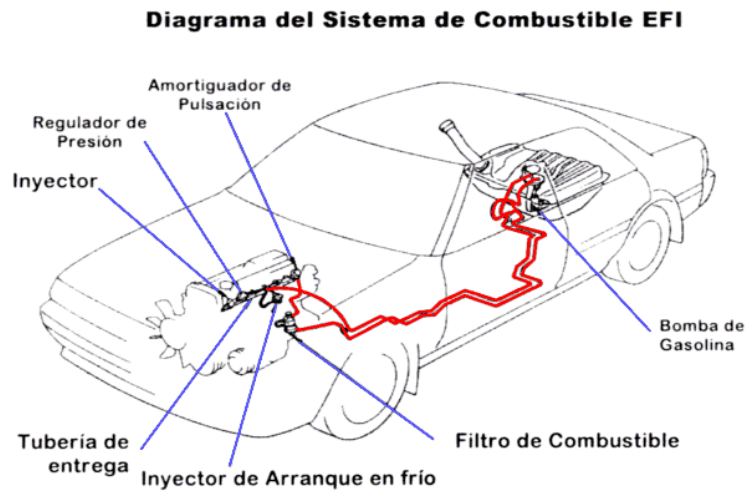 Diagrama del Sistema de Combustible EFI
Amortiguador de
Pulsación
Regulador de
Presión
Inyector
Bomba de
Gasolina
Filtro de Combustible
Tubería de
entrega
Inyector de Arranque en frío